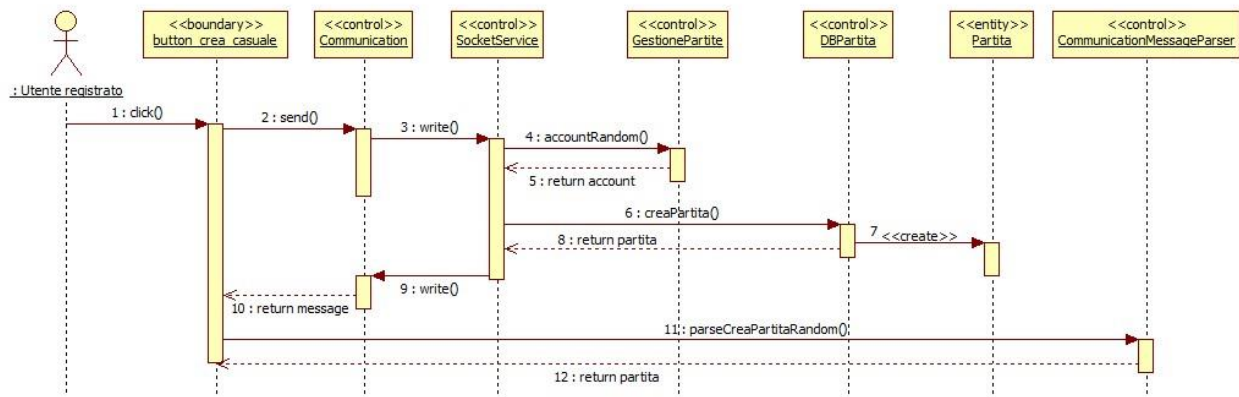 <<boundary>>
button_crea_casuale
<<control>>
Communication
<<control>>
SocketService
<<control>>
GestionePartite
<<control>>
DBPartita
<<entity>>
Partita
<<control>>
CommunicationMessageParser
: Utente registrato
1 : click()
2 : send()
3 : write()
4 : accountRandom()
5 : return account
6 : creaPartita()
7
<<create>>
8 : return partita
9 : write()
10 : return message
11 : parseCreaPartitaRandom()
12 : return partita